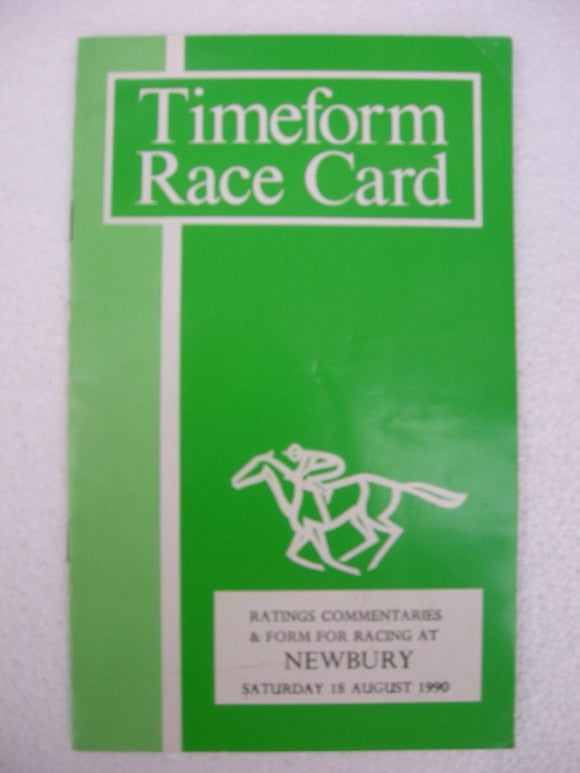 Timeform
Race Card
RATINGS COMMENTARIES
& FORM FOR RACING AT
NEWBURY
SATURDAY 18 AUGUST 1990